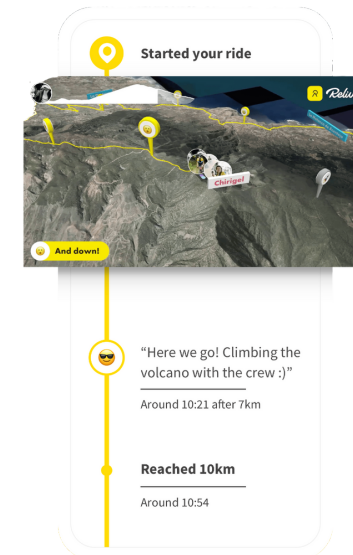 Started your ride
Reliv
Chirigel
And down!
“Here we go! Climbing the
volcano with the crew :)”
Around 10:21 after 7km
Reached 10km
Around 10:54